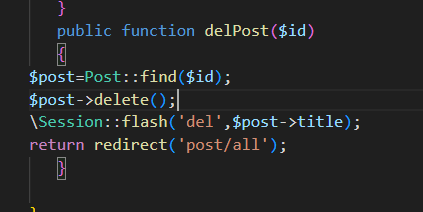 }
public function delPost($id)
{
$post=Post::find($id);
$post->delete();
\Session::flash('del',$post->title);
return redirect('post/all');
}
}